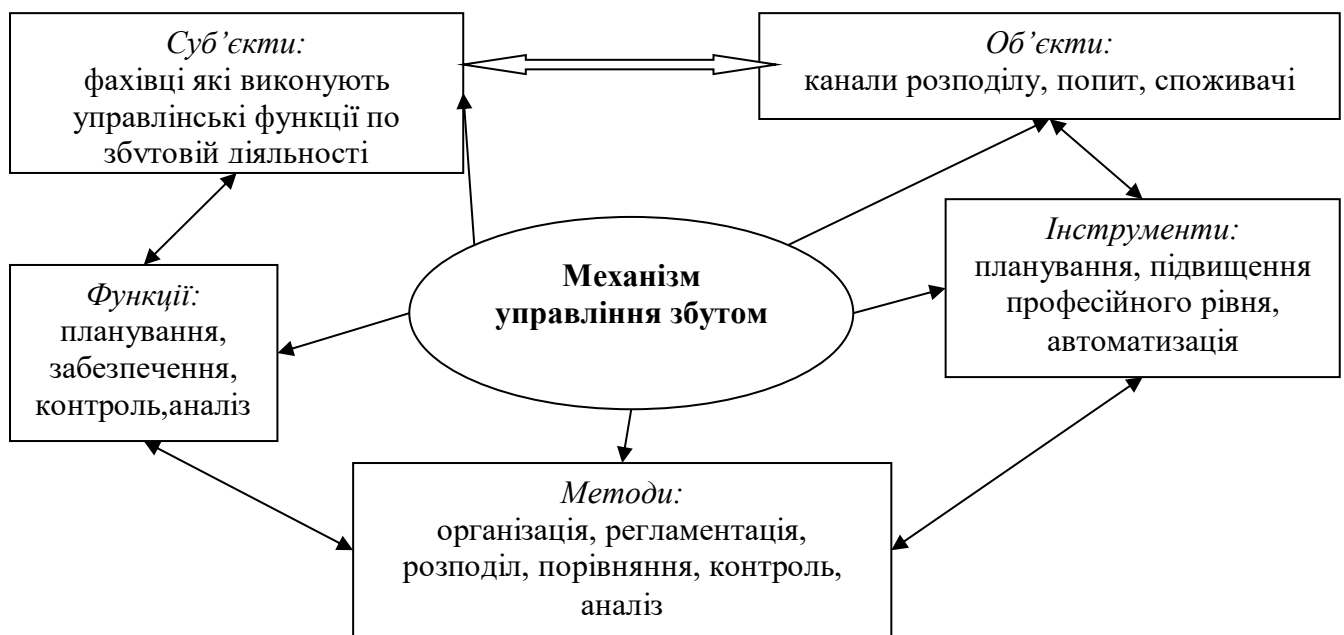 Суб’єкти:
фахівці які виконують
управлінські функції по
збутовій діяльності
Об’єкти:
канали розподілу, попит, споживачі
Інструменти:
планування, підвищення
професійного рівня,
автоматизація
Механізм
управління збутом
Функції:
планування,
забезпечення,
контроль,аналіз
Методи:
організація, регламентація,
розподіл, порівняння, контроль,
аналіз